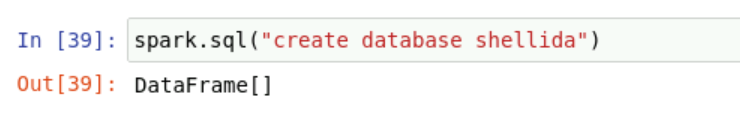 In [39]: spark.sql("create database shellida")
Out[39]: DataFrame[]